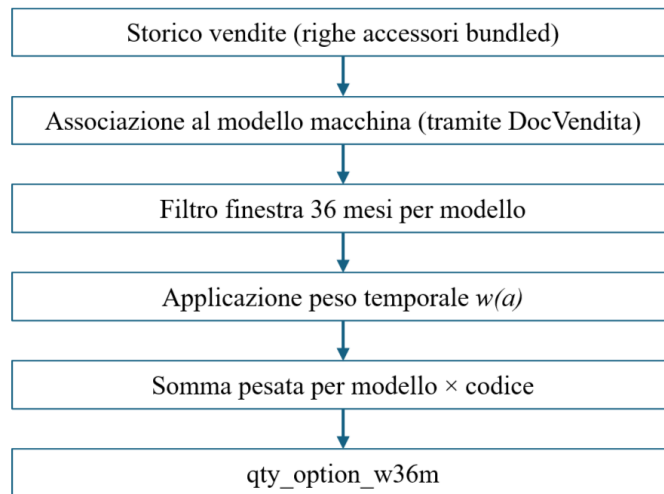 Storico vendite (righe accessori bundled)
Associazione al modello macchina (tramite DocVendita)
Filtro finestra 36 mesi per modello
Applicazione peso temporale w(a)
Somma pesata per modello × codice
qty_option_w36m